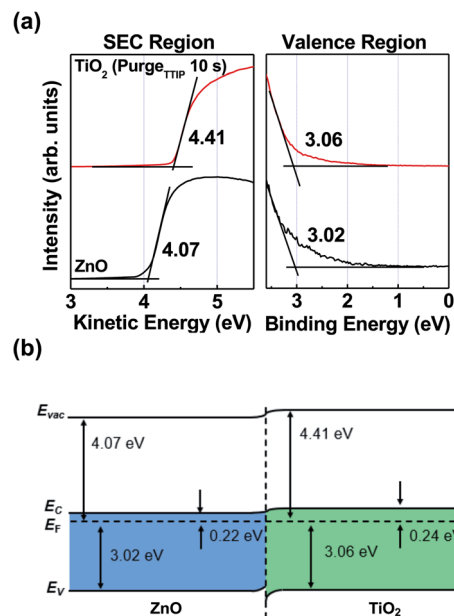 (a)
SEC Region
Valence Region
TiO2 (PurgeTTIP 10 s)
4.41
3.06
4.07
3.02
ZnO
Intensity (arb. units)
3 4 5
3 2 1 0
Kinetic Energy (eV)
Binding Energy (eV)
(b)
Evac
4.07 eV
4.41 eV
EC
EF
0.22 eV
0.24 eV
3.02 eV
3.06 eV
EV
ZnO
TiO2